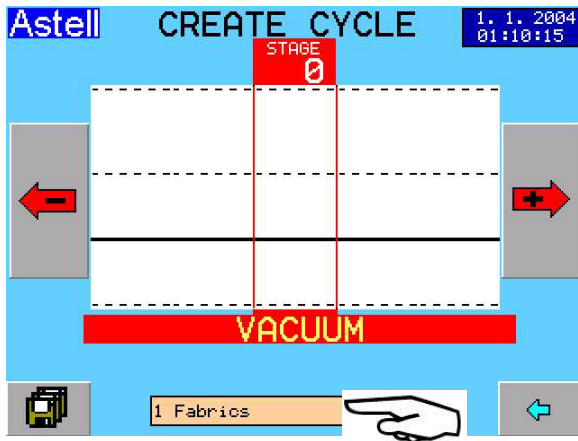 Astell
CREATE CYCLE
1. 1. 2004
01:10:15
STAGE
0
VACUUM
1 Fabrics